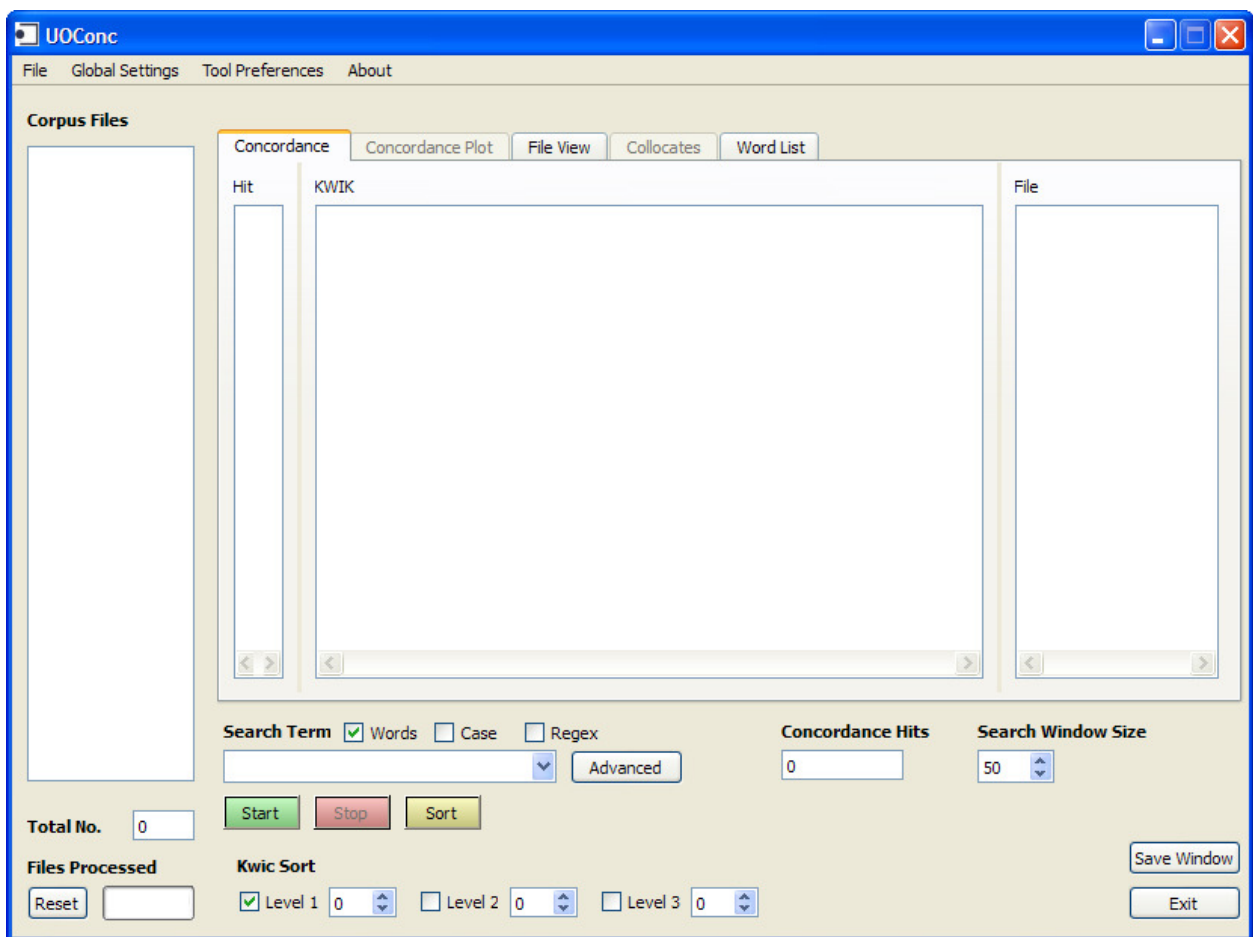 UOConc
File Global Settings Tool Preferences About
Corpus Files
Concordance Concordance Plot File View Collocates Word List
Hit KWIK File
Search Term Words Case Regex Concordance Hits Search Window Size
Advanced 0 50
Start Stop Sort
Total No. 0
Files Processed Kwic Sort Save Window
Reset Level 1 0 Level 2 0 Level 3 0 Exit